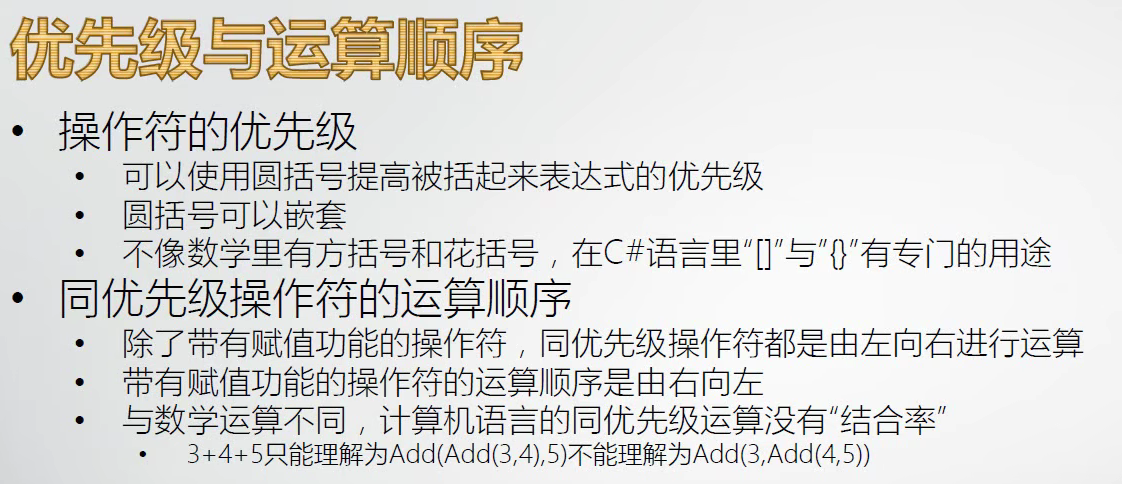 优先级与运算顺序
• 操作符的优先级
• 可以使用圆括号提高被括起来表达式的优先级
• 圆括号可以嵌套
• 不像数学里有方括号和花括号，在C#语言里“[]”与”{}”有专门的用途
• 同优先级操作符的运算顺序
• 除了带有赋值功能的操作符，同优先级操作符都是由左向右进行运算
• 带有赋值功能的操作符的运算顺序是由右向左
• 与数学运算不同，计算机语言的同优先级运算没有“结合率”
• 3+4+5只能理解为Add(Add(3,4),5)不能理解为Add(3,Add(4,5))